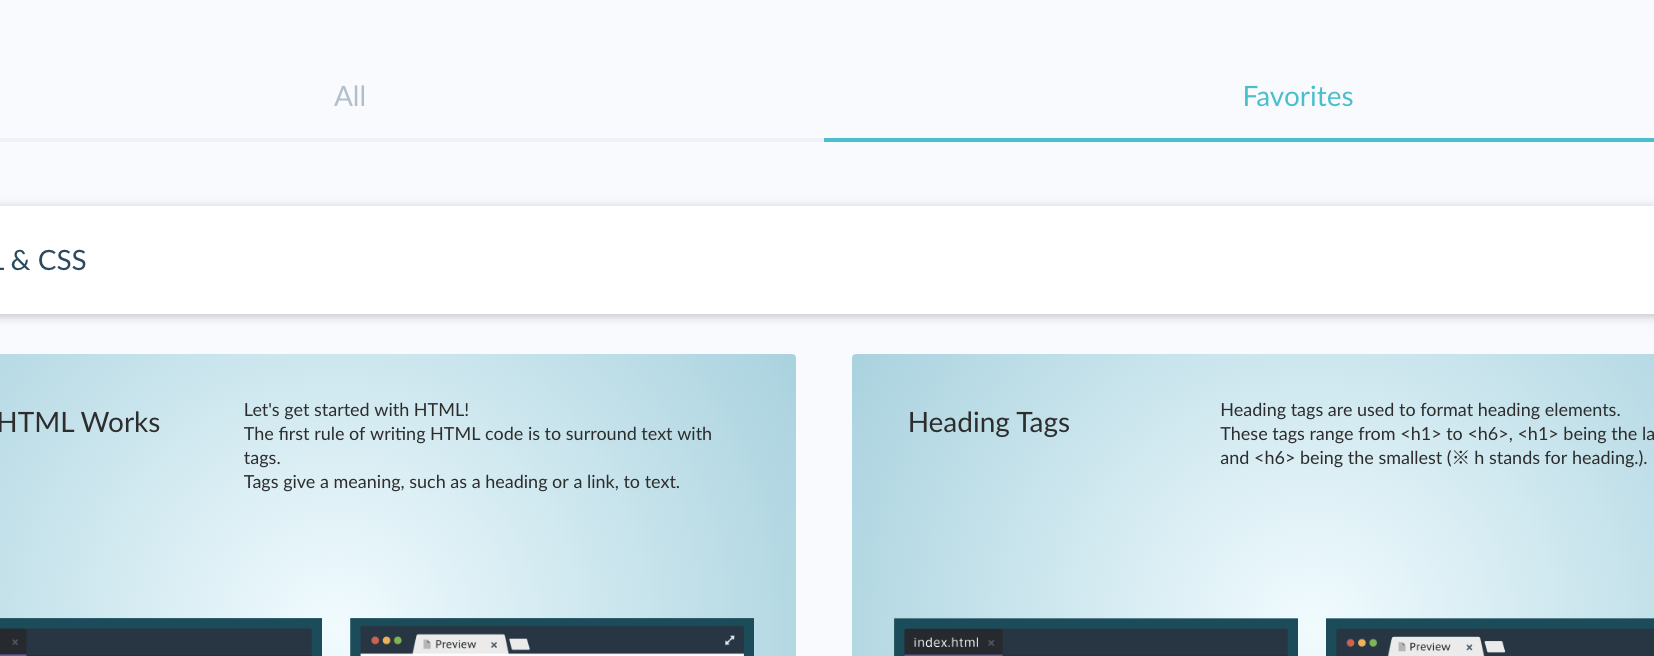 All
Favorites
& CSS
HTML Works
Let's get started with HTML!
The first rule of writing HTML code is to surround text with
tags.
Tags give a meaning, such as a heading or a link, to text.
Heading Tags
Heading tags are used to format heading elements.
These tags range from <h1> to <h6>, <h1> being the
and <h6> being the smallest (※ h stands for heading.).
Preview
index.html
Preview